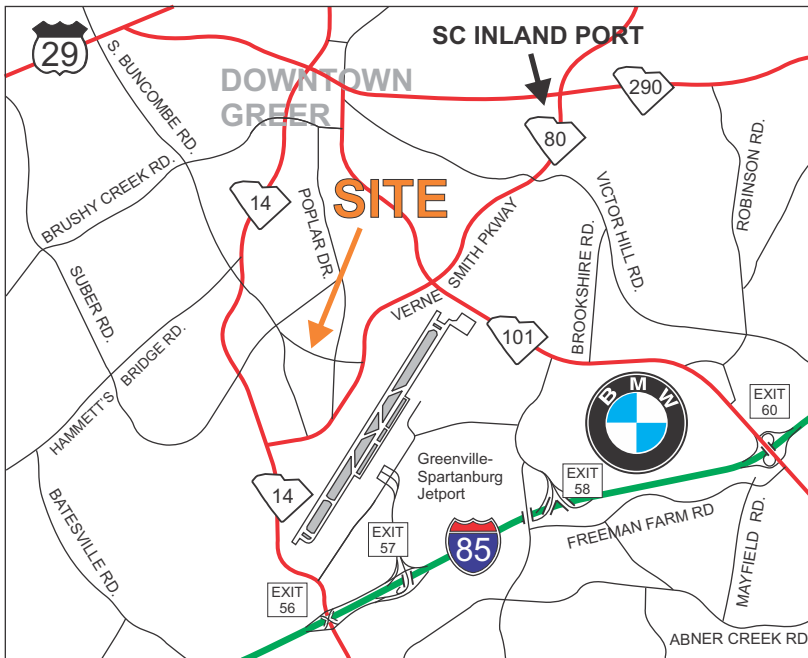 29
S. BUNCOMBE RD.
DOWNTOWN
GREER
SC INLAND PORT
290
80
BRUSHY CREEK RD.
14
POPLAR DR.
SITE
VERNE SMITH PKWAY
VICTOR HILL RD.
ROBINSON RD.
BROOKSHIRE RD.
SUBER RD.
HAMMETT'S BRIDGE RD.
101
BMW
EXIT
60
Greenville-
Spartanburg
Jetport
EXIT
58
14
EXIT
57
85
FREEMAN FARM RD
MAYFIELD RD.
BATESVILLE RD.
EXIT
56
ABNER CREEK RD